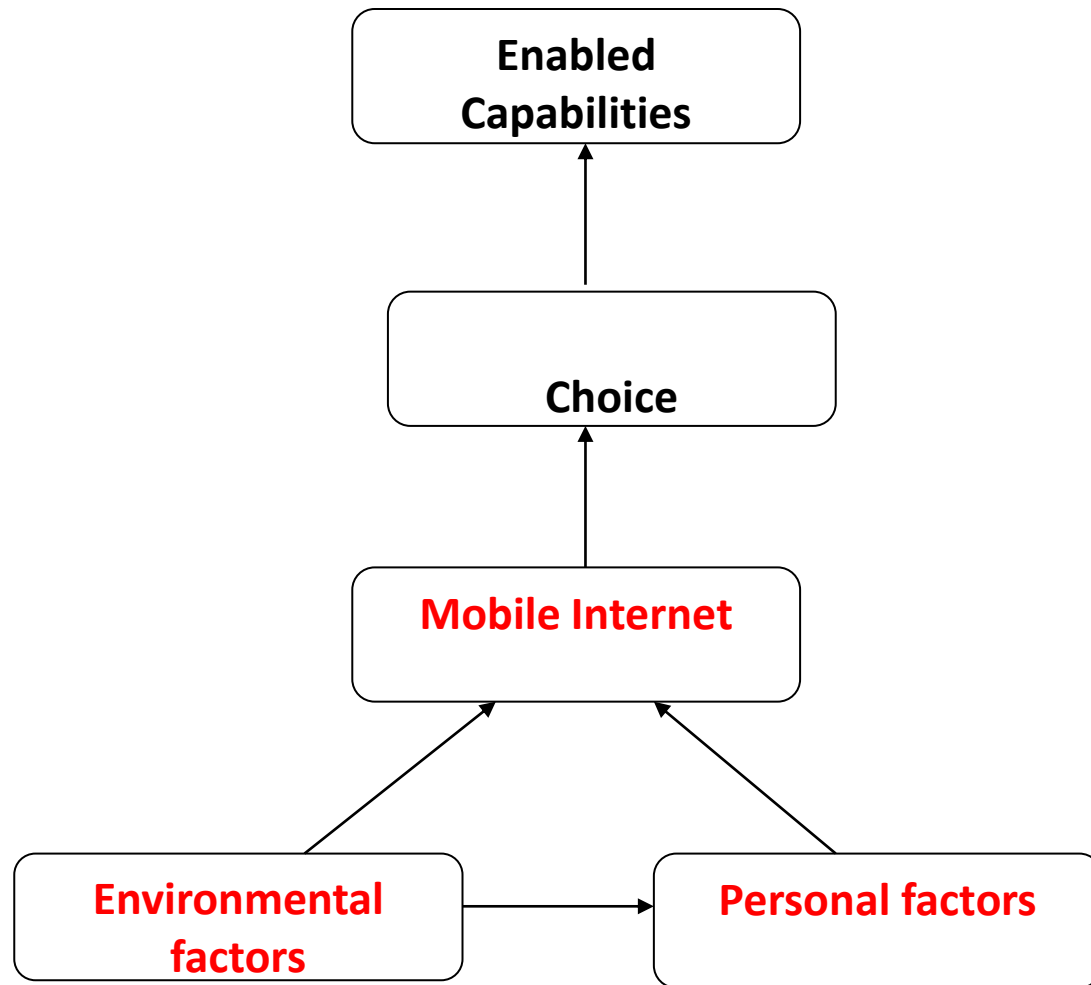 Enabled
Capabilities
Choice
Mobile Internet
Environmental
factors
Personal factors